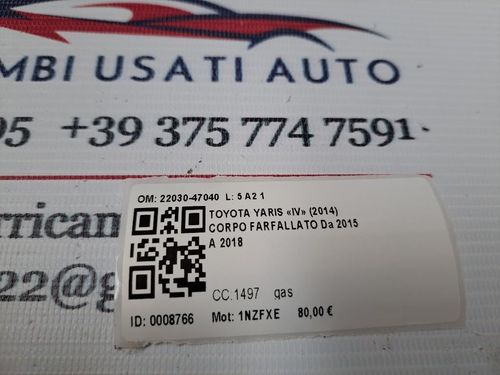 MBI USATI AUTO
95 +39 375 774 7591
rrican
OM: 22030-47040 L: 5 A2 1
TOYOTA YARIS «IV» (2014)
CORPO FARFALLATO Da 2015
A 2018
22@g
CC.1497 gas
ID: 0008766 Mot: 1NZFXE 80,00 €